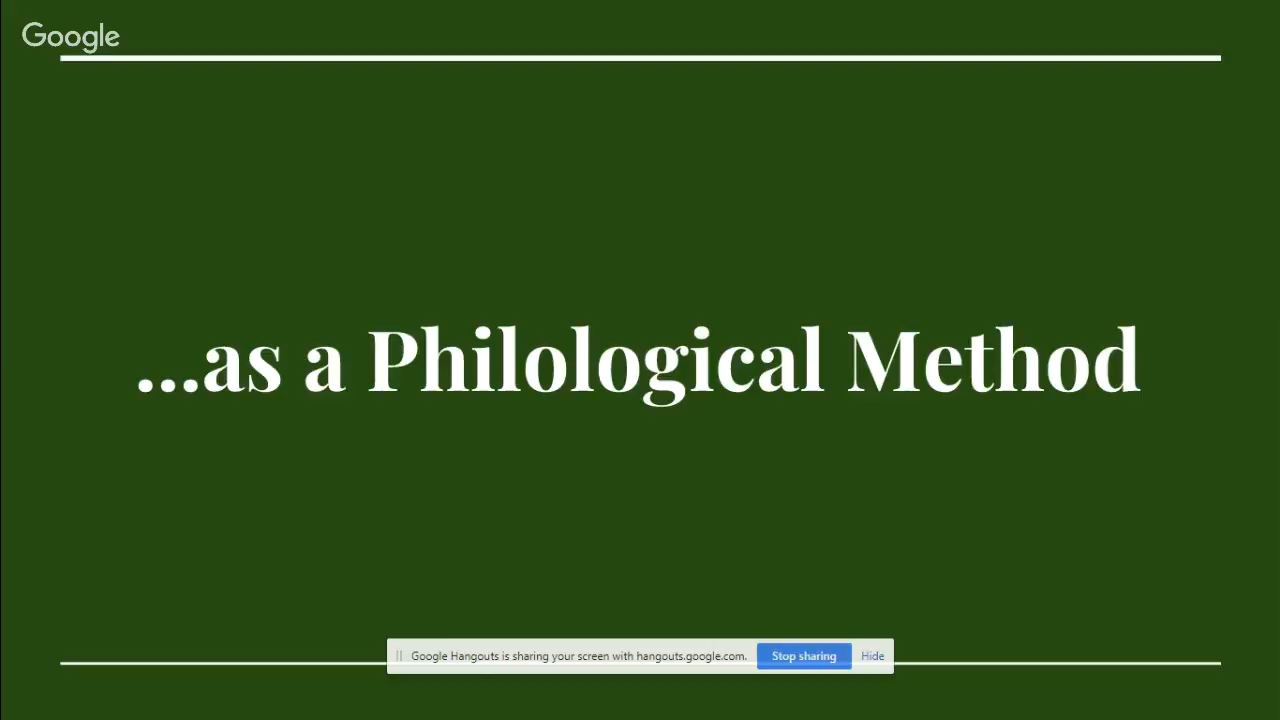 Google
...as a Philological Method
Google Hangouts is sharing your screen with hangouts.google.com. Stop sharing Hide